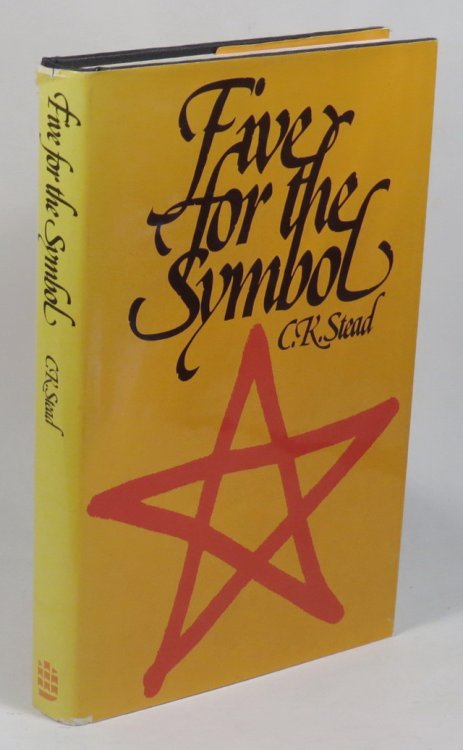 Five
for the
Symbol
C.K. Stead
Five for the Symbol
C.K. Stead